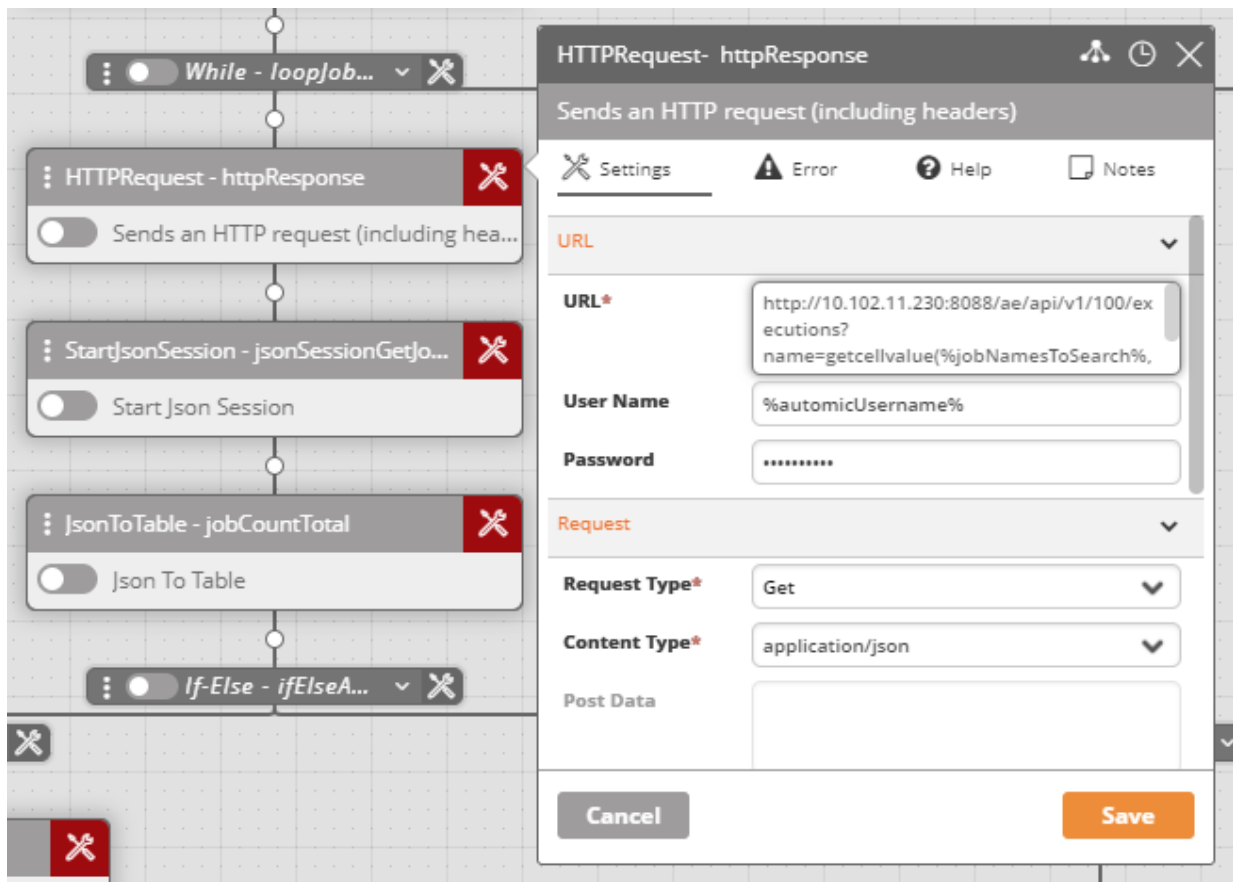 While - loopJob...
HTTPRequest - httpResponse
Sends an HTTP request (including hea...
StartJsonSession - jsonSessionGetJo...
Start Json Session
JsonToTable - jobCountTotal
Json To Table
If-Else - ifElseA...
HTTPRequest- httpResponse
Sends an HTTP request (including headers)
Settings
Error
Help
Notes
URL
URL*
http://10.102.11.230:8088/ae/api/v1/100/ex
ecutions?
name=getcellvalue(%jobNamesToSearch%,
User Name
%automicUsername%
Password
••••••••••
Request
Request Type*
Get
Content Type*
application/json
Post Data
Cancel
Save